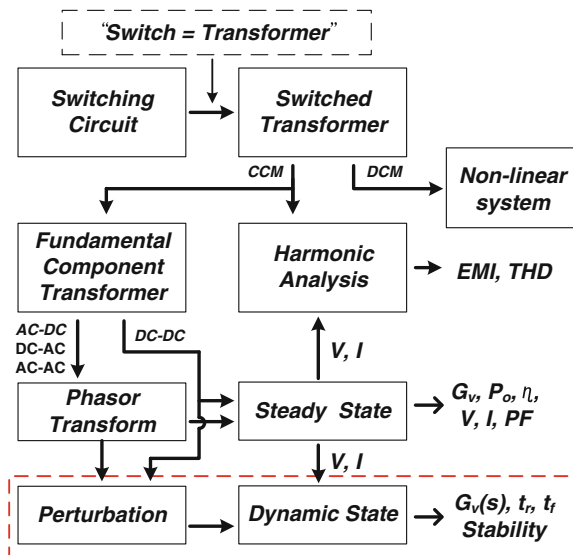 "Switch = Transformer"
Switching
Circuit
Switched
Transformer
CCM
DCM
Non-linear
system
Fundamental
Component
Transformer
Harmonic
Analysis
EMI, THD
AC-DC
DC-AC
AC-AC
DC-DC
V, I
Phasor
Transform
Steady State
Gv, Po, η,
V, I, PF
V, I
Perturbation
Dynamic State
Gv(s), tr, tf
Stability